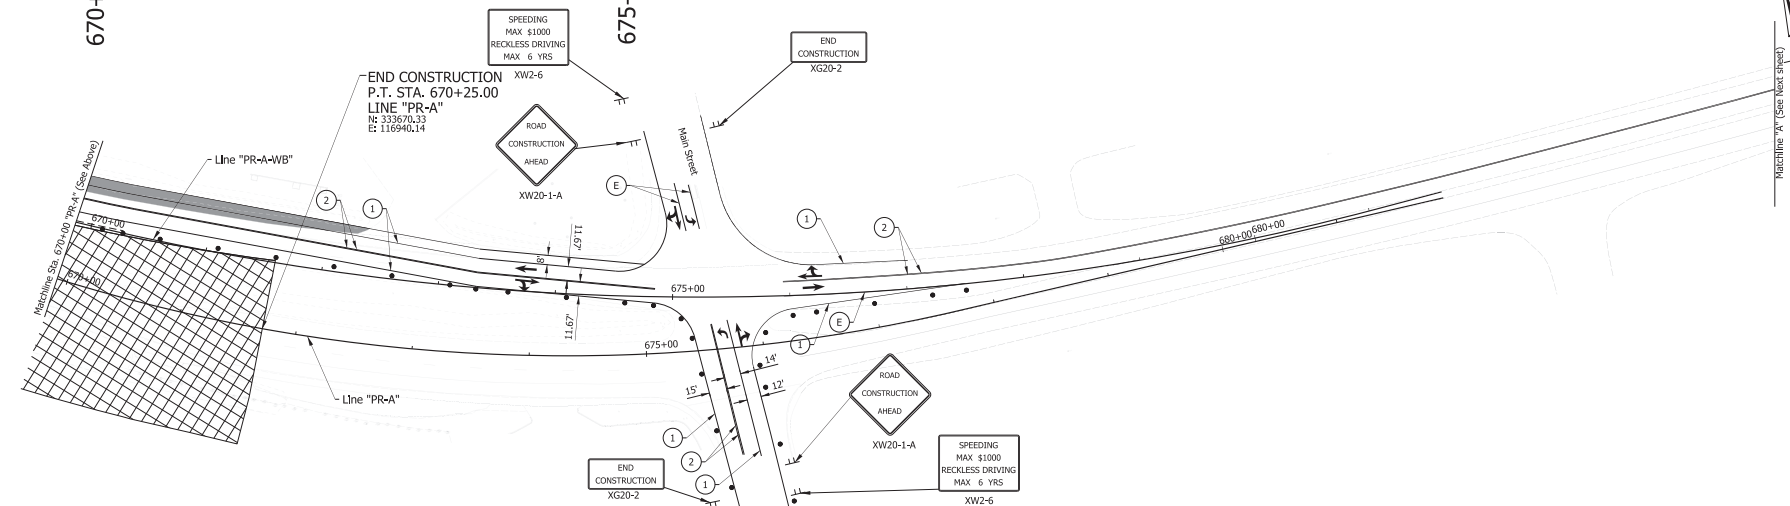 670+
675-
SPEEDING
MAX $1000
RECKLESS DRIVING
MAX 6 YRS
XW2-6
END
CONSTRUCTION
XG20-2
END CONSTRUCTION
P.T. STA. 670+25.00
LINE "PR-A"
N: 333670.33
E: 116940.14
ROAD
CONSTRUCTION
AHEAD
XW20-1-A
Main Street
Matchline "A" (See Next sheet)
Matchline Sta. 670+00 "PR-A" (See Above)
Line "PR-A-WB"
E
2
1
670+00
670+00
8'
11.67'
11.67'
1
2
680+00
680+00
675+00
675+00
E
1
Line "PR-A"
14'
12'
15'
ROAD
CONSTRUCTION
AHEAD
XW20-1-A
1
2
1
END
CONSTRUCTION
XG20-2
SPEEDING
MAX $1000
RECKLESS DRIVING
MAX 6 YRS
XW2-6